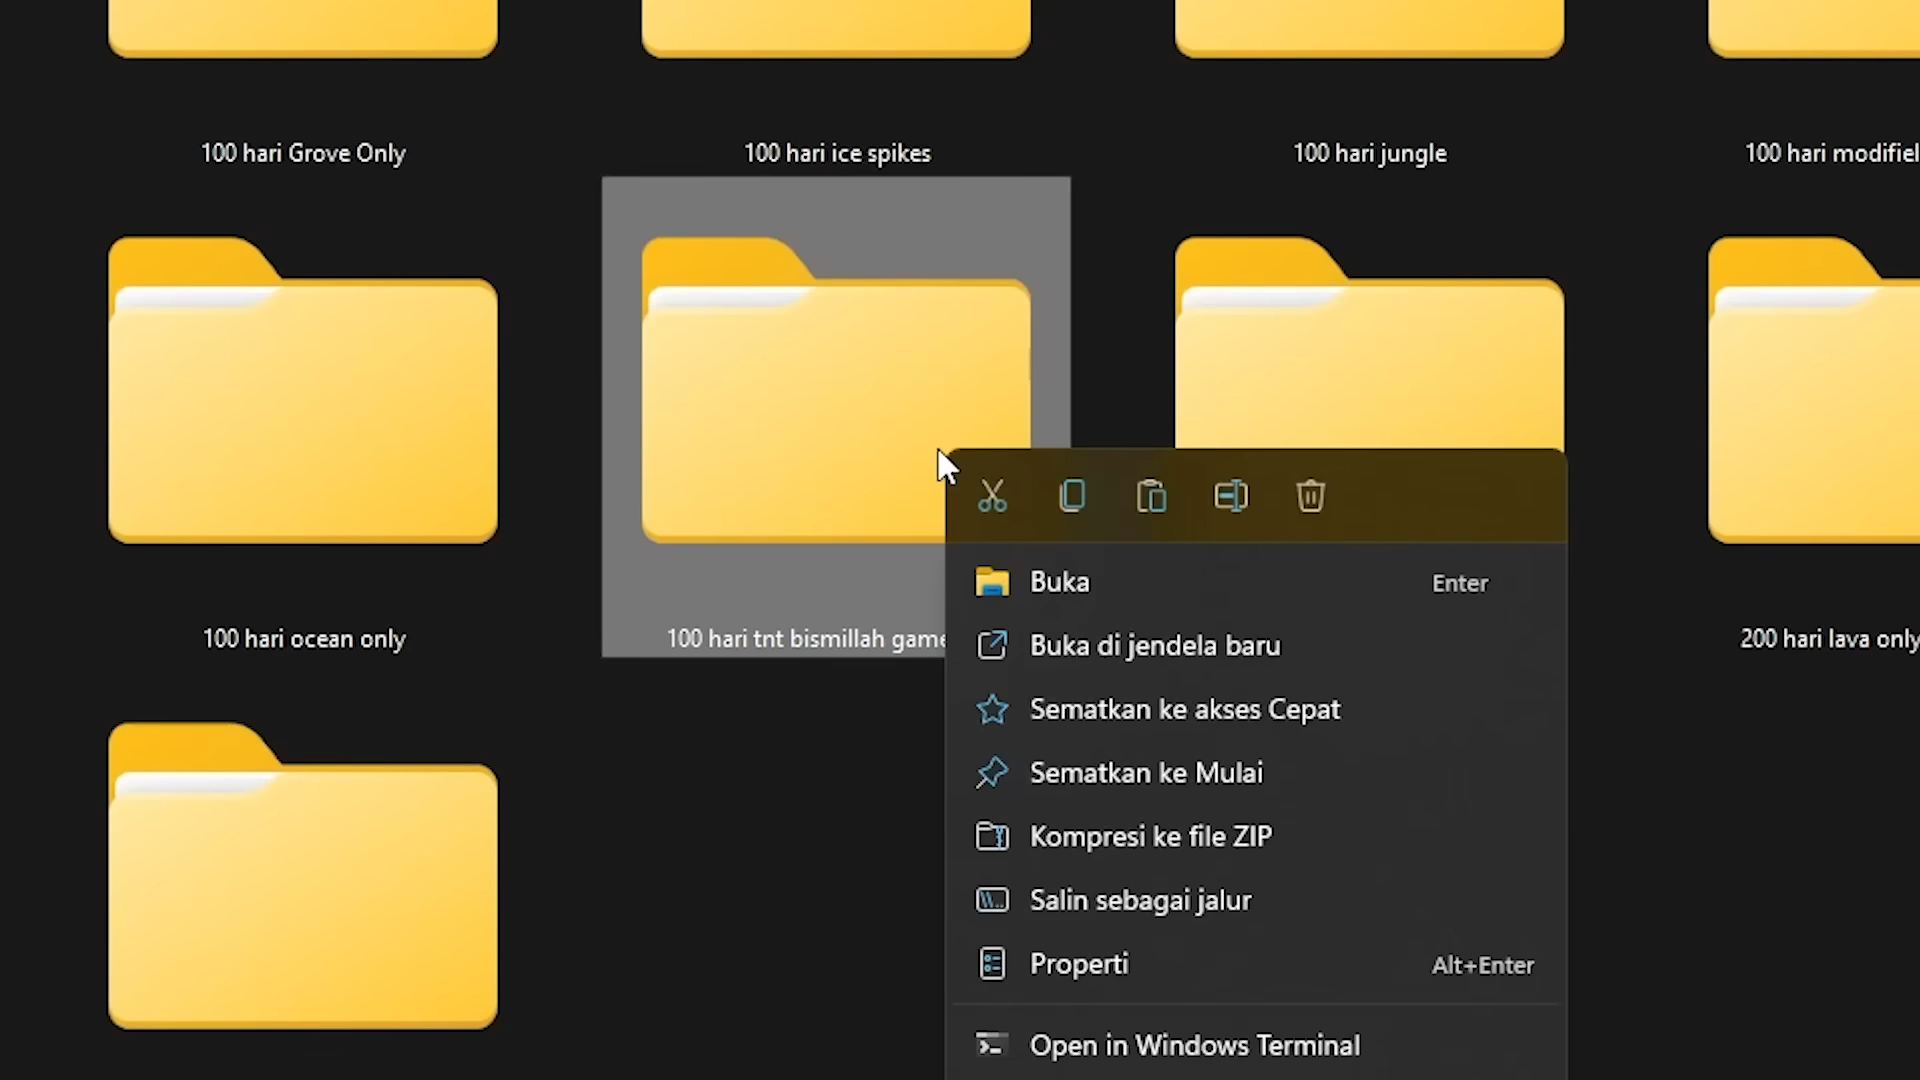 100 hari Grove Only
100 hari ice spikes
100 hari jungle
100 hari modifiel
100 hari ocean only
100 hari tnt bismillah game
200 hari lava only
Buka Enter
Buka di jendela baru
Sematkan ke akses Cepat
Sematkan ke Mulai
Kompresi ke file ZIP
Salin sebagai jalur
Properti Alt+Enter
Open in Windows Terminal